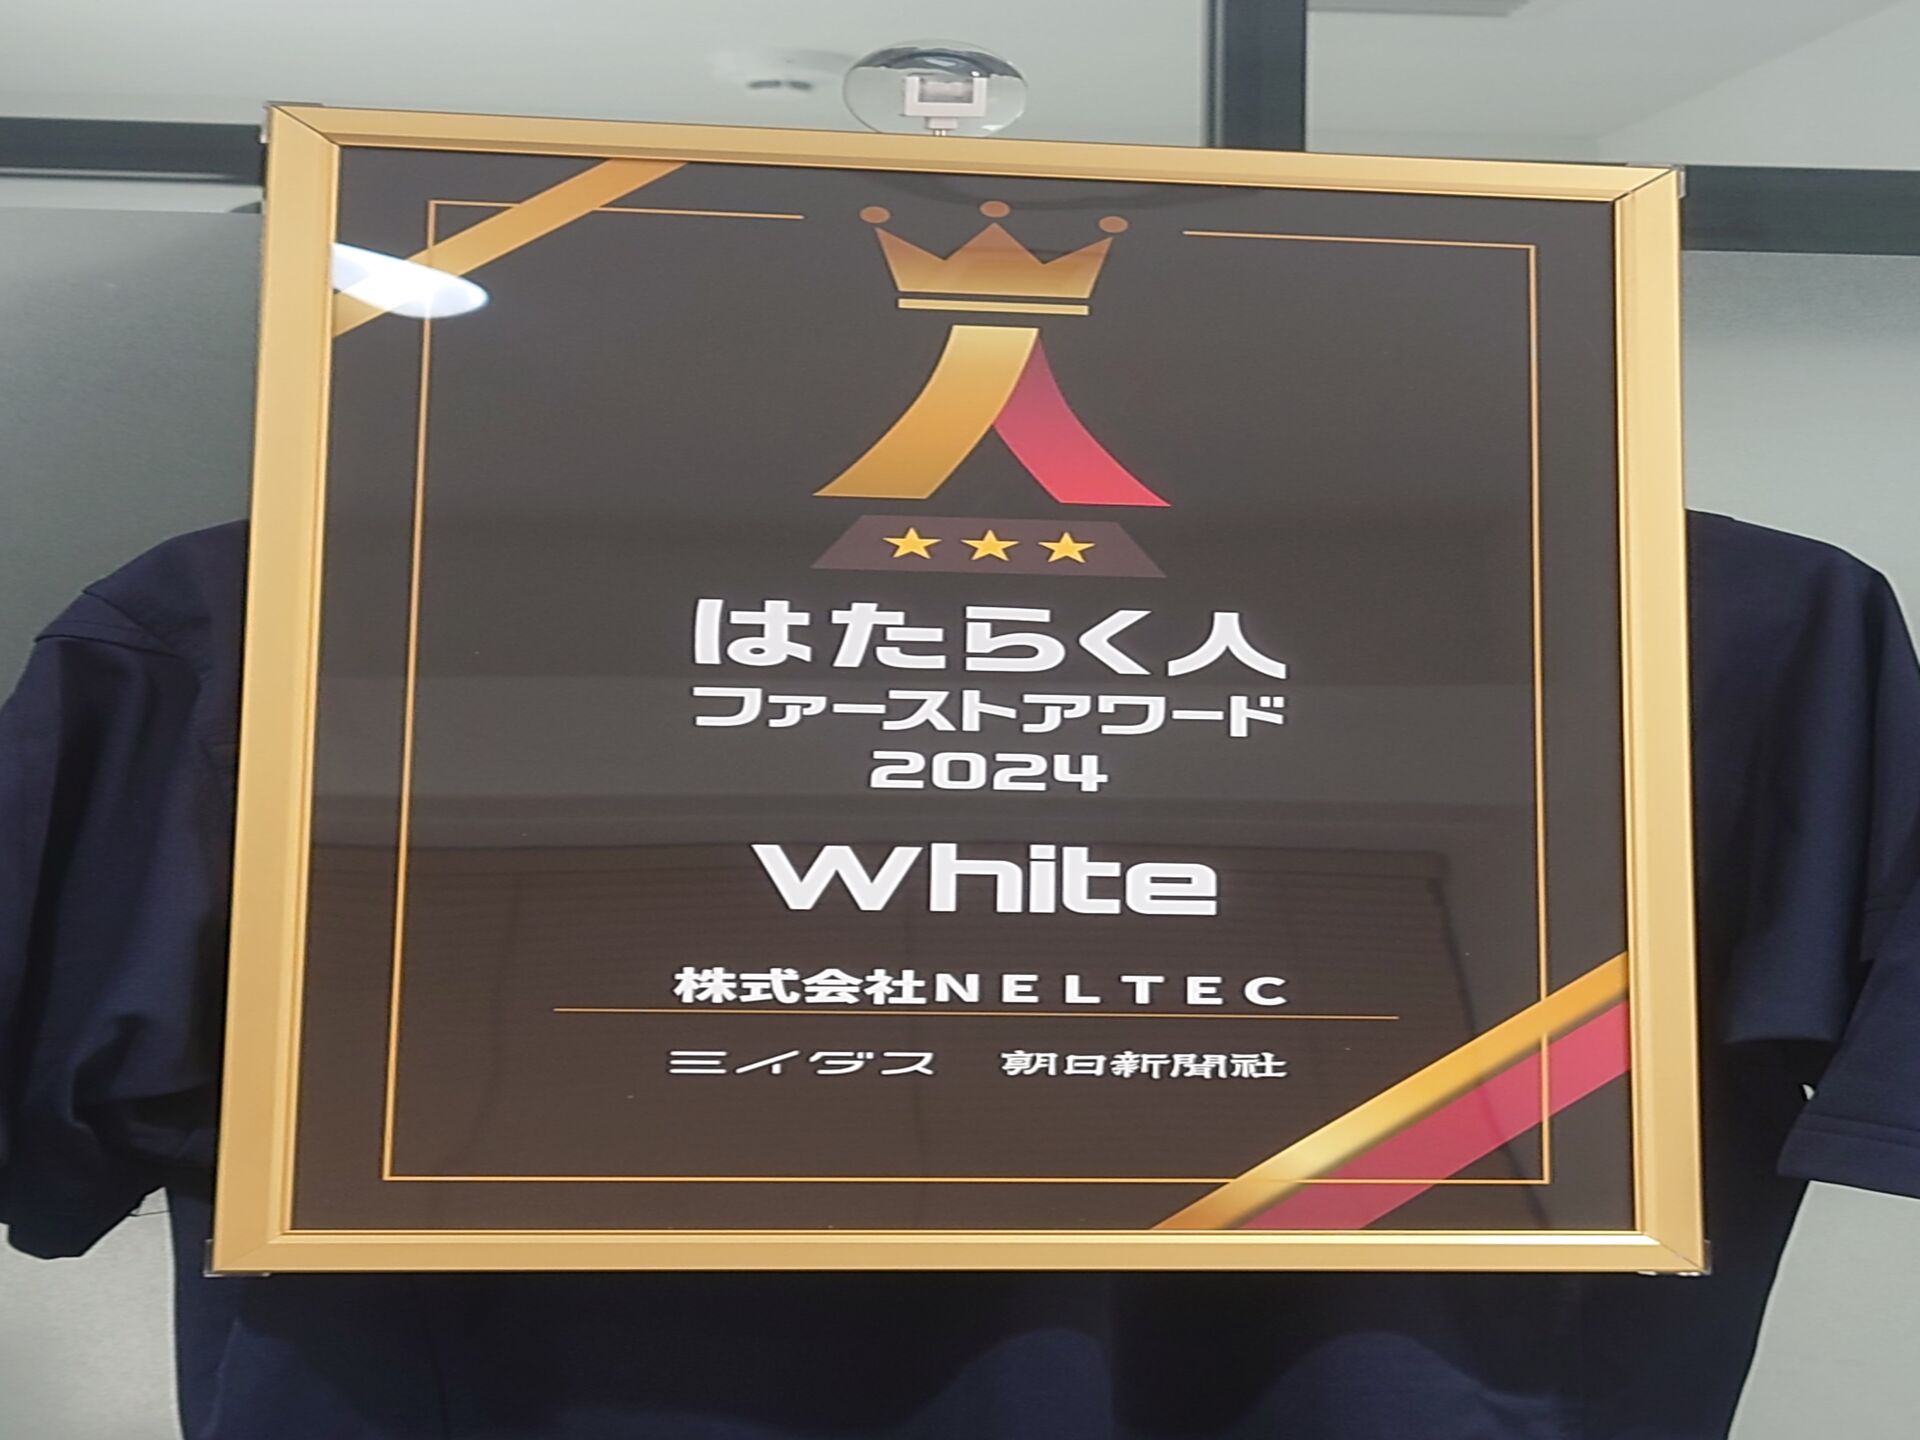 はたらく人
ファーストアワード
2024
White
株式会社NELTEC
ミイダス 朝日新聞社